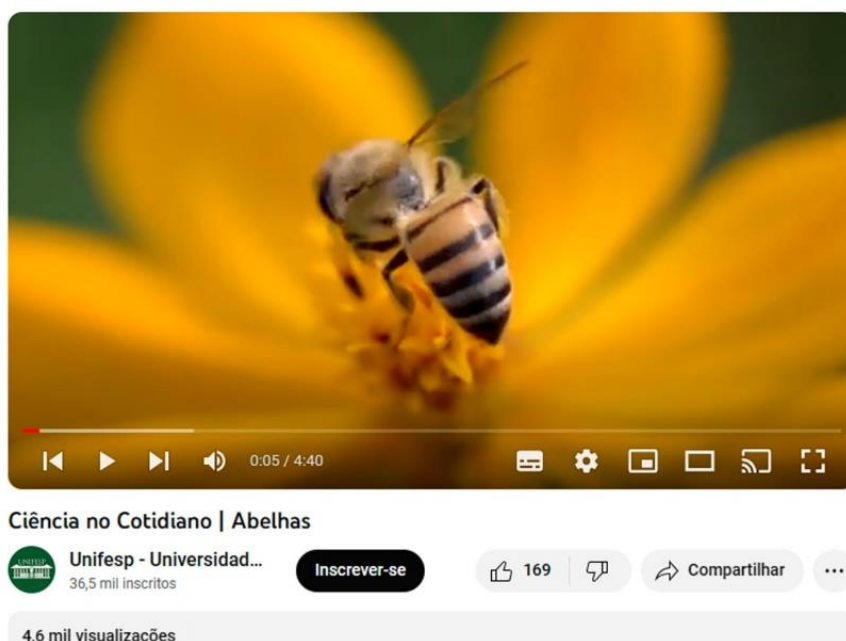 0:05 / 4:40
Ciência no Cotidiano | Abelhas
UNIFESP
Unifesp - Universidad...
36,5 mil inscritos
Inscrever-se
169
Compartilhar
4,6 mil visualizações